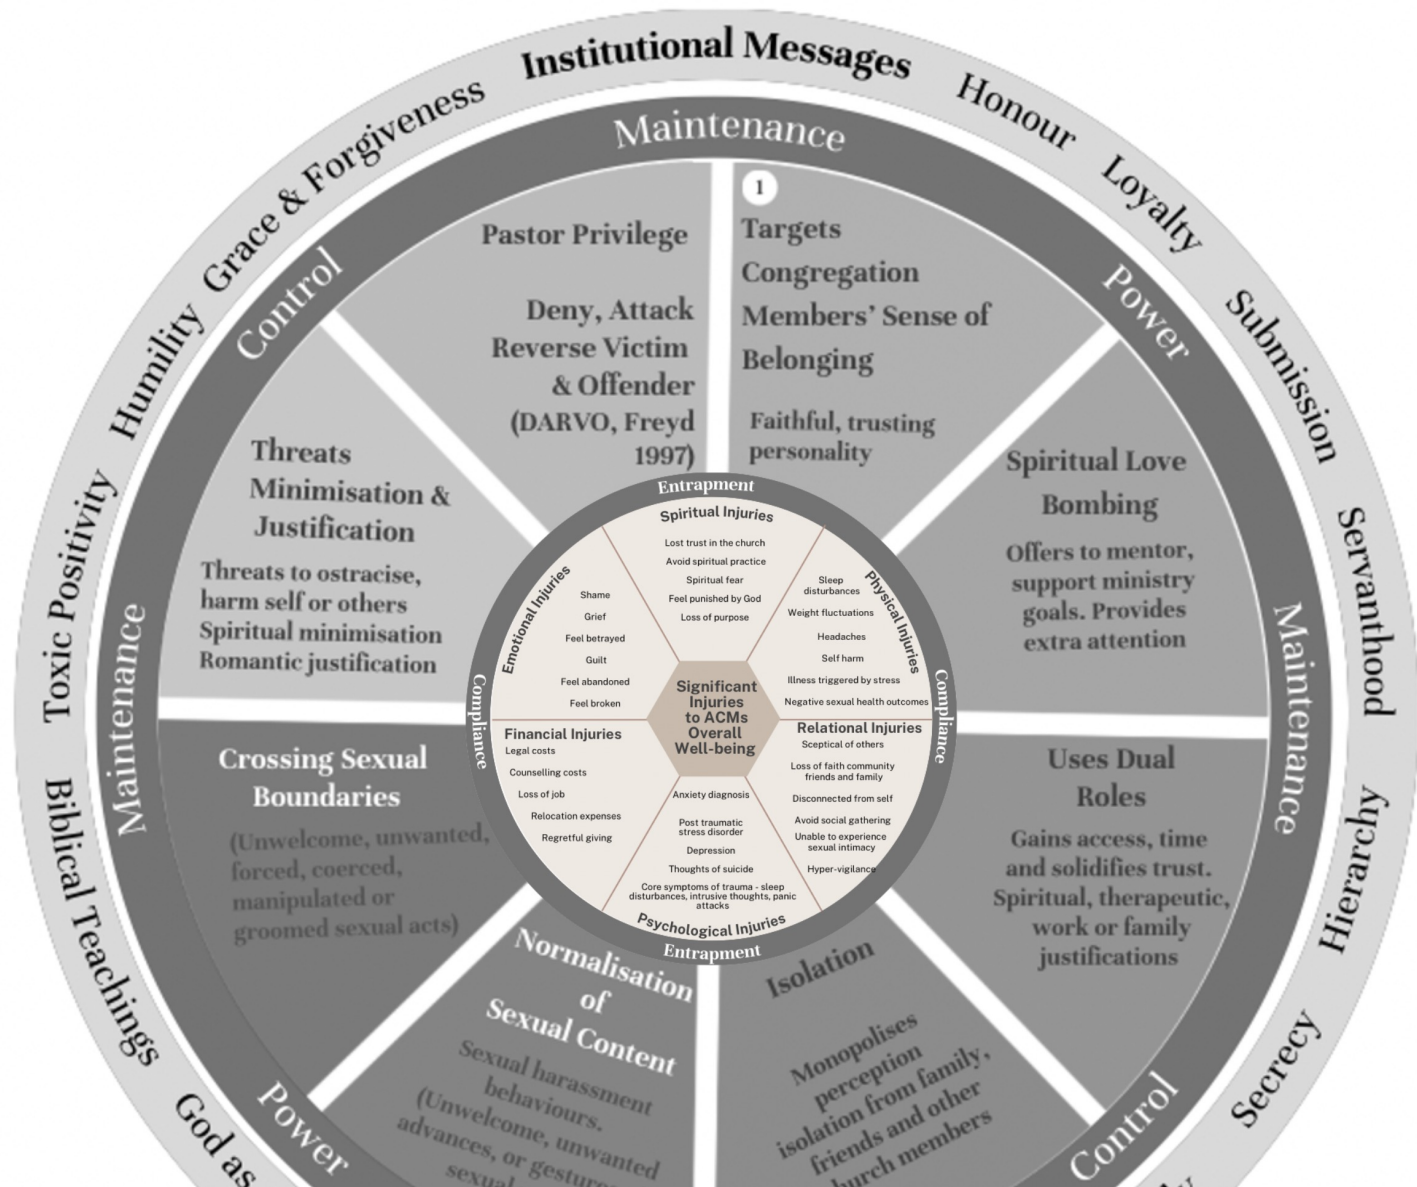 Institutional Messages
Honour
Loyalty
Submission
Servanthood
Hierarchy
Secrecy
God as
Biblical Teachings
Toxic Positivity
Humility
Grace & Forgiveness
Maintenance
Power
Maintenance
Control
Power
Maintenance
Control
1
Targets
Congregation
Members’ Sense of
Belonging
Faithful, trusting
personality
Spiritual Love
Bombing
Offers to mentor,
support ministry
goals. Provides
extra attention
Uses Dual
Roles
Gains access, time
and solidifies trust.
Spiritual, therapeutic,
work or family
justifications
Isolation
Monopolises
perception
isolation from family,
friends and other
members
Normalisation
of
Sexual Content
Sexual harassment
behaviours.
(Unwelcome, unwanted
advances, or
Crossing Sexual
Boundaries
(Unwelcome, unwanted,
forced, coerced,
manipulated or
groomed sexual acts)
Threats
Minimisation &
Justification
Threats to ostracise,
harm self or others
Spiritual minimisation
Romantic justification
Pastor Privilege
Deny, Attack
Reverse Victim
& Offender
(DARVO, Freyd
1997)
Entrapment
Compliance
Entrapment
Compliance
Spiritual Injuries
Lost trust in the church
Avoid spiritual practice
Spiritual fear
Feel punished by God
Loss of purpose
Physical Injuries
Sleep
disturbances
Weight fluctuations
Headaches
Self harm
Illness triggered by stress
Negative sexual health outcomes
Relational Injuries
Sceptical of others
Loss of faith community
friends and family
Disconnected from self
Avoid social gathering
Unable to experience
sexual intimacy
Hyper-vigilance
Anxiety diagnosis
Post traumatic
stress disorder
Depression
Thoughts of suicide
Core symptoms of trauma - sleep
disturbances, intrusive thoughts, panic
attacks
Psychological Injuries
Financial Injuries
Legal costs
Counselling costs
Loss of job
Relocation expenses
Regretful giving
Emotional Injuries
Shame
Grief
Feel betrayed
Guilt
Feel abandoned
Feel broken
Significant
Injuries
to ACMs
Overall
Well-being